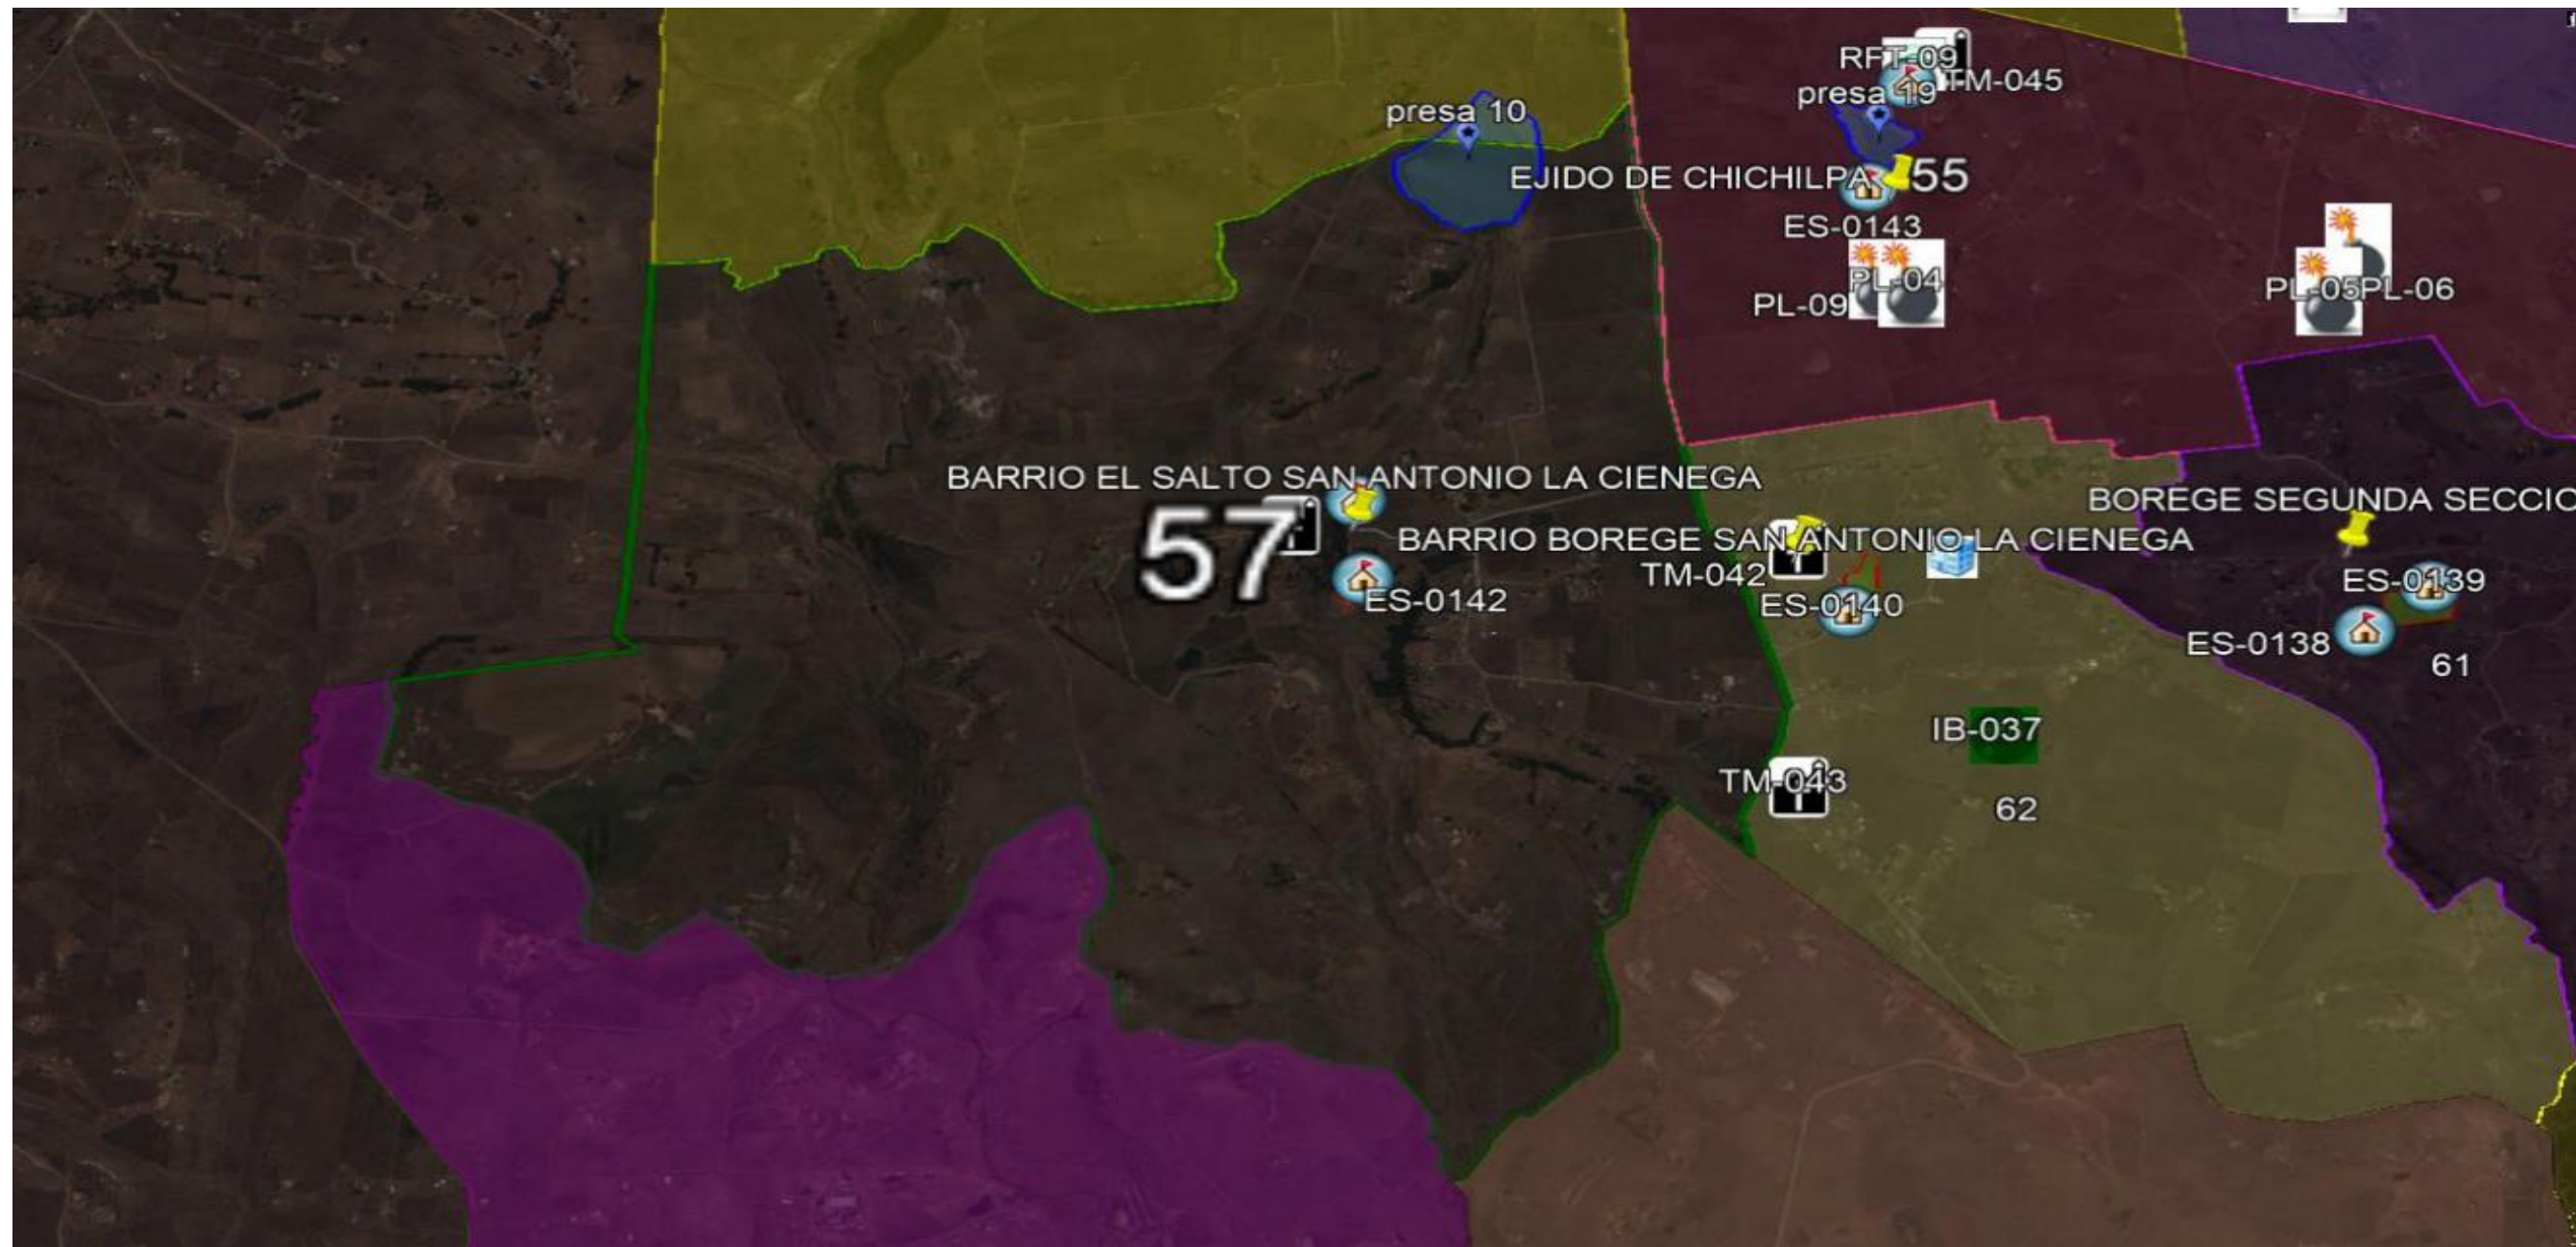 RFT-09
TM-045
presa 19
presa 10
EJIDO DE CHICHILPA
55
ES-0143
PL-04
PL-09
PL-05
PL-06
BARRIO EL SALTO SAN ANTONIO LA CIENEGA
57
BOREGE SEGUNDA SECCIO
BARRIO BOREGE SAN ANTONIO LA CIENEGA
TM-042
ES-0142
ES-0140
ES-0139
ES-0138
61
IB-037
TM-043
62